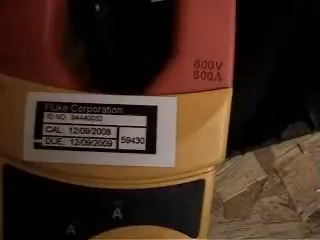 600V
600A
Fluke Corporation
ID NO. 94440032
CAL. 12/09/2008
DUE. 12/09/2009
59430
A
A